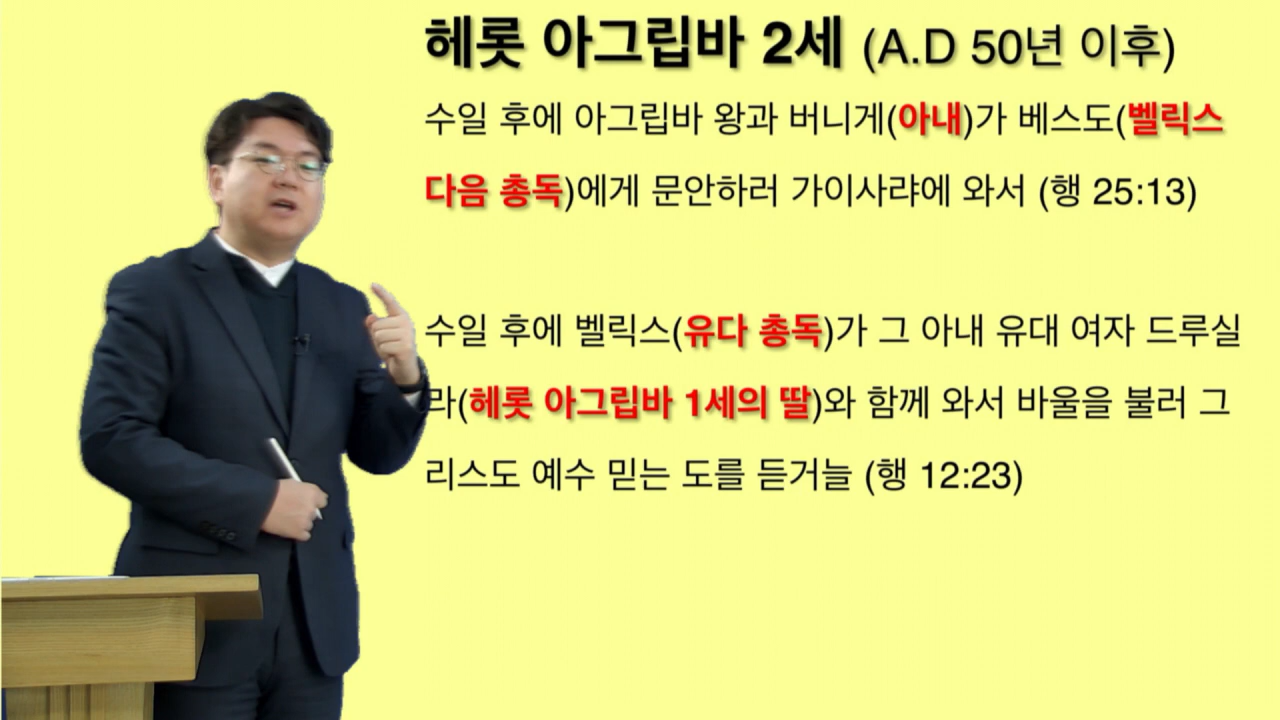 헤롯 아그립바 2세 (A.D 50년 이후)
수일 후에 아그립바 왕과 버니게(아내)가 베스도(벨릭스
다음 총독)에게 문안하러 가이사랴에 와서 (행 25:13)
수일 후에 벨릭스(유다 총독)가 그 아내 유대 여자 드루실
라(헤롯 아그립바 1세의 딸)와 함께 와서 바울을 불러 그
리스도 예수 믿는 도를 듣거늘 (행 12:23)